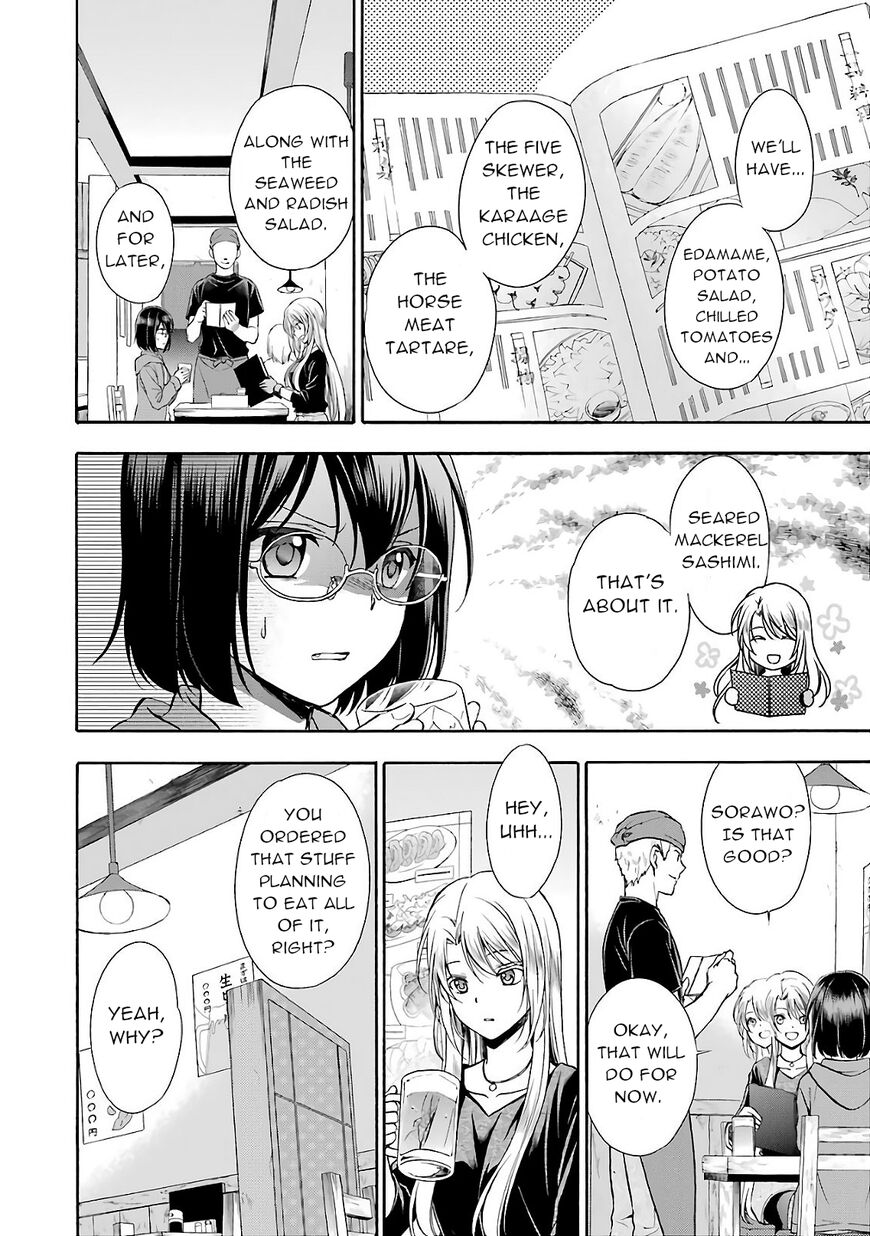 WE'LL
HAVE...
EDAMAME,
POTATO
SALAD,
CHILLED
TOMATOES
AND...
THE FIVE
SKEWER,
THE
KARAAGE
CHICKEN,
THE
HORSE
MEAT
TARTARE,
ALONG WITH
THE
SEAWEED
AND RADISH
SALAD.
AND
FOR
LATER,
SEARED
MACKEREL
SASHIMI.
THAT'S
ABOUT IT.
SORAWO?
IS THAT
GOOD?
OKAY,
THAT WILL
DO FOR
NOW.
HEY,
UHH...
YOU
ORDERED
THAT STUFF
PLANNING
TO EAT ALL
OF IT,
RIGHT?
YEAH,
WHY?